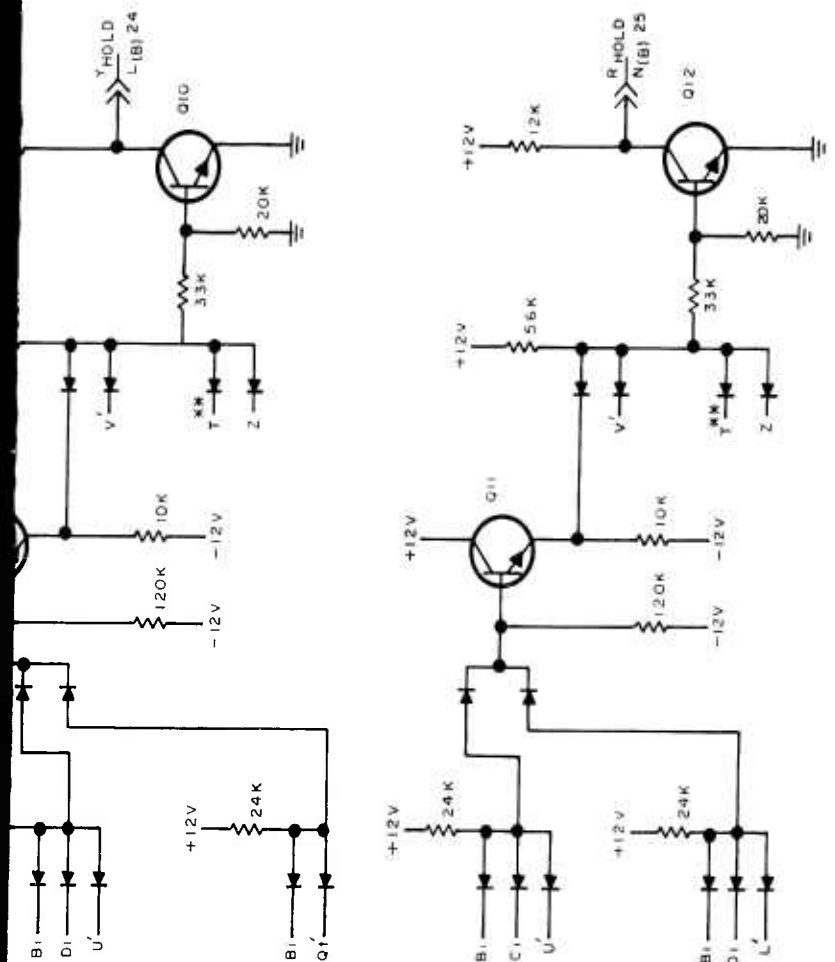 Y HOLD
L(B) 24
Q10
20K
33K
V'
** Y
Z
10K
-12V
120K
-12V
B1
D1
U'
+12V
24K
B1
Q1'
R HOLD
N(B) 25
+12V
12K
Q12
20K
33K
+12V
56K
V'
** Y
Z
Q11
+12V
10K
-12V
120K
-12V
+12V
24K
B1
C1
U'
+12V
24K
B1
D1
L'